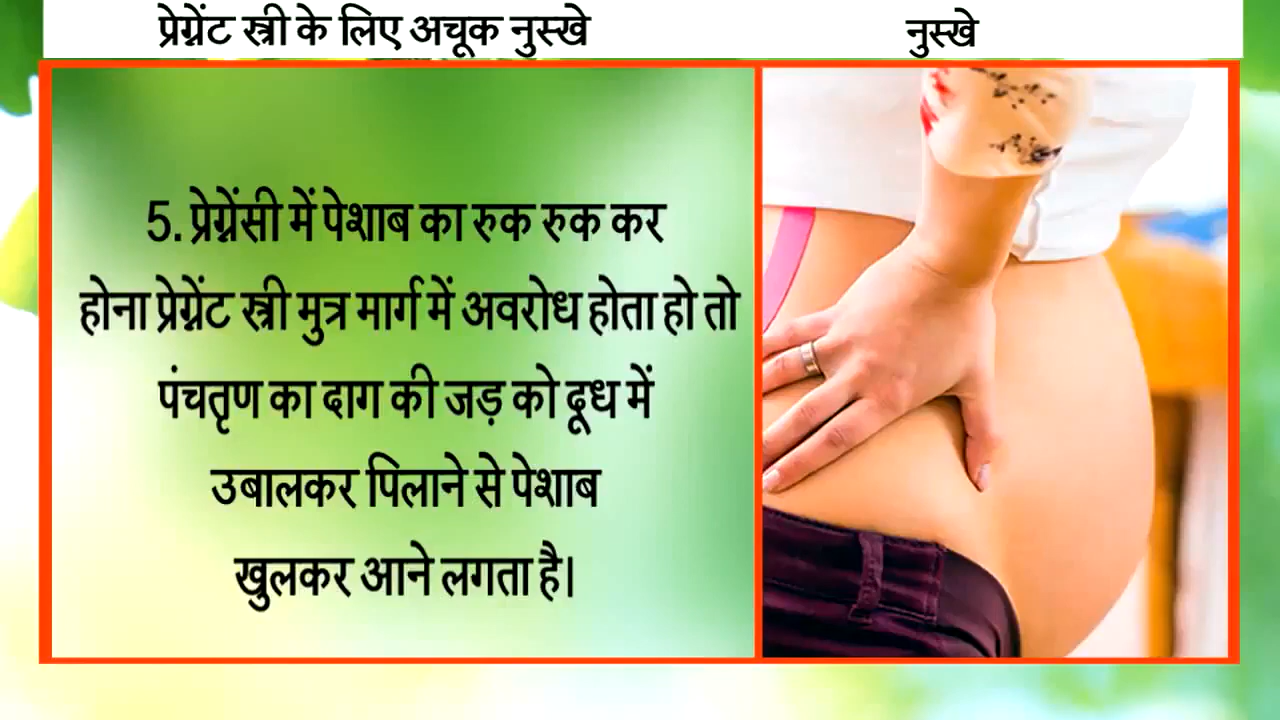 प्रेग्नेंट स्त्री के लिए अचूक नुस्खे
नुस्खे
5. प्रेग्नेंसी में पेशाब का रुक रुक कर
होना प्रेग्नेंट स्त्री मुत्र मार्ग में अवरोध होता हो तो
पंचतृण का दाग की जड़ को दूध में
उबालकर पिलाने से पेशाब
खुलकर आने लगता है।